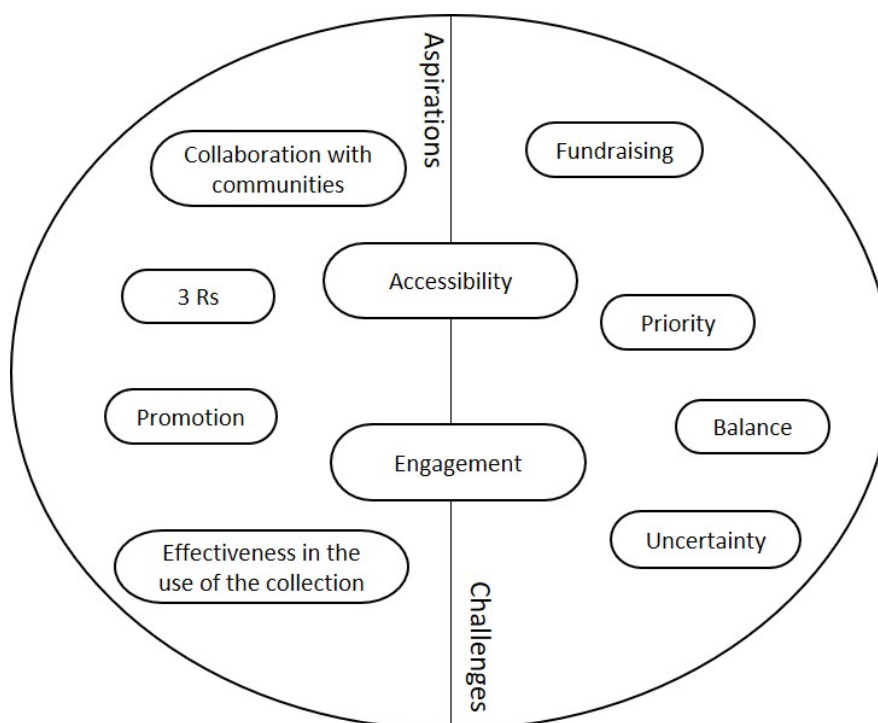 Aspirations
Collaboration with
communities
Fundraising
Accessibility
3 Rs
Priority
Promotion
Balance
Engagement
Uncertainty
Effectiveness in the
use of the collection
Challenges